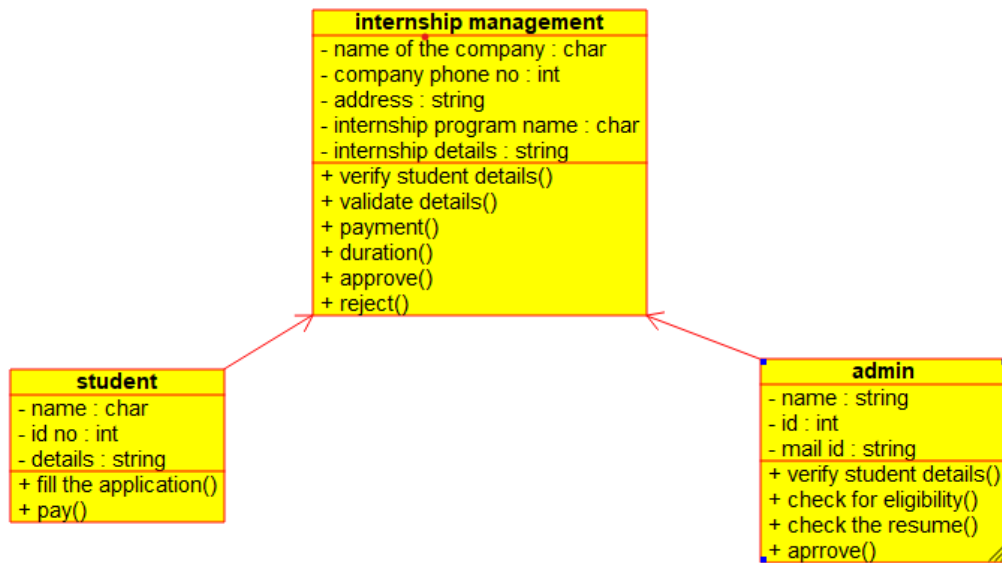 internship management
- name of the company : char
- company phone no : int
- address : string
- internship program name : char
- internship details : string
+ verify student details()
+ validate details()
+ payment()
+ duration()
+ approve()
+ reject()
student
- name : char
- id no : int
- details : string
+ fill the application()
+ pay()
admin
- name : string
- id : int
- mail id : string
+ verify student details()
+ check for eligibility()
+ check the resume()
+ aprrove()